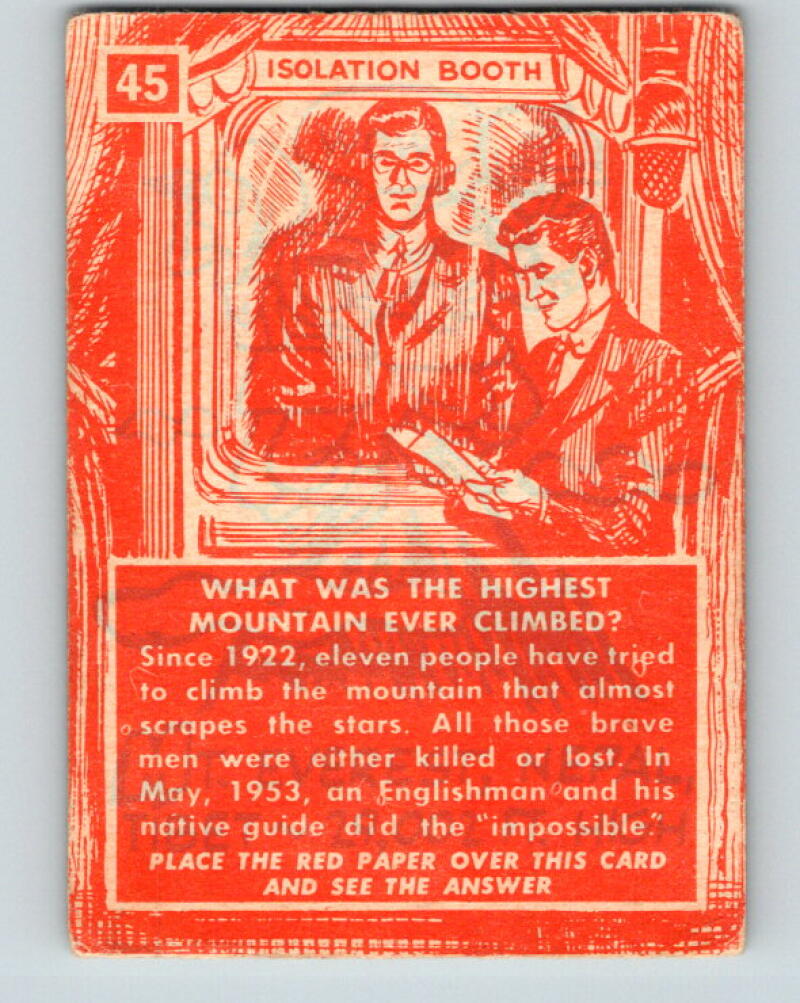 45
ISOLATION BOOTH
WHAT WAS THE HIGHEST
MOUNTAIN EVER CLIMBED?
Since 1922, eleven people have tried
to climb the mountain that almost
scrapes the stars. All those brave
men were either killed or lost. In
May, 1953, an Englishman and his
native guide did the "impossible."
PLACE THE RED PAPER OVER THIS CARD
AND SEE THE ANSWER